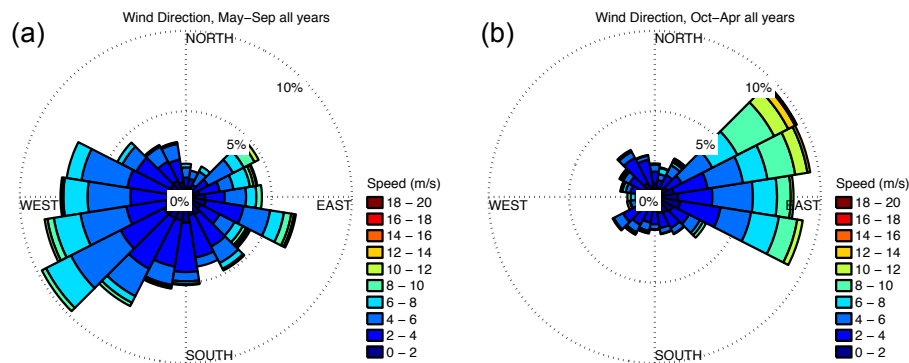 (a)
Wind Direction, May–Sep all years
NORTH
10%
5%
WEST
0%
EAST
SOUTH
Speed (m/s)
18 – 20
16 – 18
14 – 16
12 – 14
10 – 12
8 – 10
6 – 8
4 – 6
2 – 4
0 – 2
(b)
Wind Direction, Oct–Apr all years
NORTH
10%
5%
WEST
0%
EAST
SOUTH
Speed (m/s)
18 – 20
16 – 18
14 – 16
12 – 14
10 – 12
8 – 10
6 – 8
4 – 6
2 – 4
0 – 2